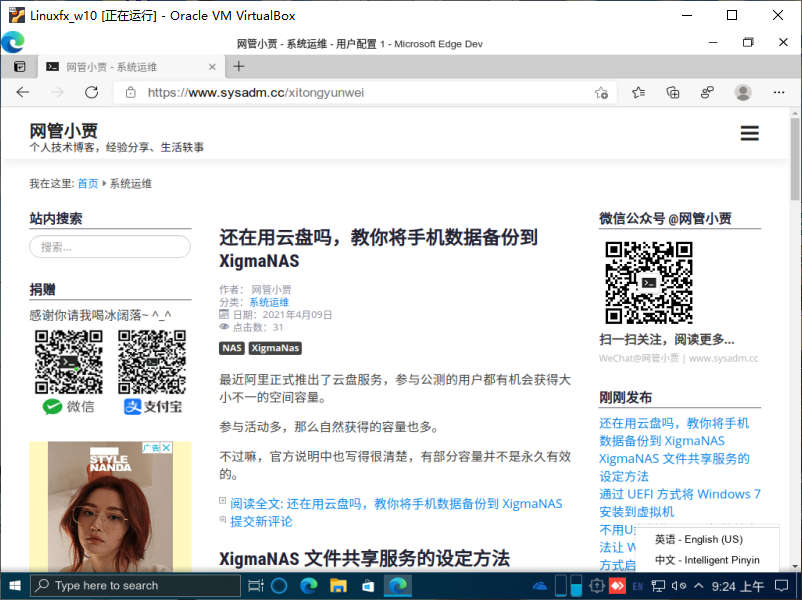 Linuxfx_w10 [正在运行] - Oracle VM VirtualBox
网管小贾 - 系统运维 - 用户配置 1 - Microsoft Edge Dev
网管小贾 - 系统运维
https://www.sysadm.cc/xitongyunwei
网管小贾
个人技术博客，经验分享、生活轶事
我在这里: 首页 系统运维
站内搜索
搜索...
捐赠
感谢你请我喝冰阔落~ ^_^
微信
支付宝
广告
STYLE
NANDA
还在用云盘吗，教你将手机数据备份到
XigmaNAS
作者： 网管小贾
分类： 系统运维
日期：2021年4月09日
点击数：31
NAS XigmaNas
最近阿里正式推出了云盘服务，参与公测的用户都有机会获得大
小不一的空间容量。
参与活动多，那么自然获得的容量也多。
不过嘛，官方说明中也写得很清楚，有部分容量并不是永久有效
的。
阅读全文: 还在用云盘吗，教你将手机数据备份到 XigmaNAS
提交新评论
XigmaNAS 文件共享服务的设定方法
微信公众号 @网管小贾
扫一扫关注，阅读更多...
WeChat@网管小贾 | www.sysadm.cc
刚刚发布
还在用云盘吗，教你将手机
数据备份到 XigmaNAS
XigmaNAS 文件共享服务的
设定方法
通过 UEFI 方式将 Windows 7
安装到虚拟机
不用U
法让 W
方式启
英语 - English (US)
中文 - Intelligent Pinyin
Type here to search
EN
9:24 上午